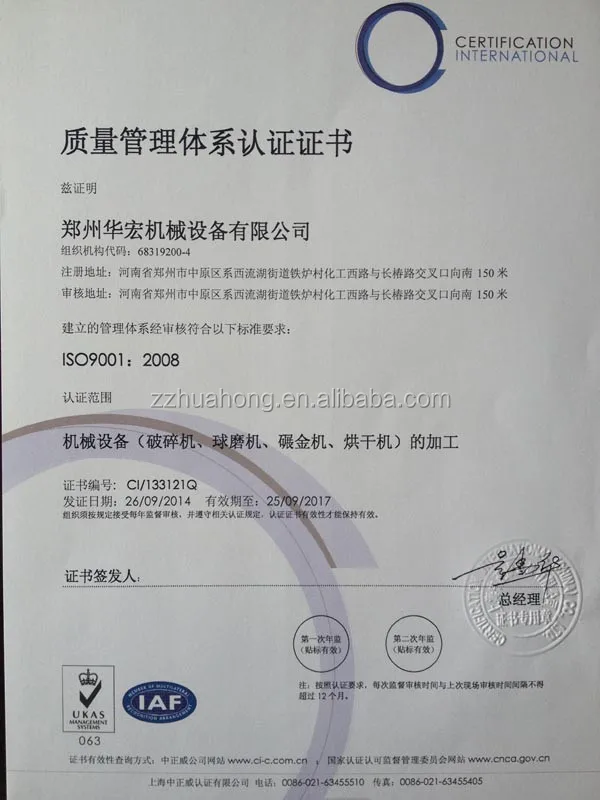 CERTIFICATION
INTERNATIONAL
质量管理体系认证证书
兹证明
郑州华宏机械设备有限公司
组织机构代码：68319200-4
注册地址：河南省郑州市中原区系西流湖街道铁炉村化工西路与长椿路交叉口向南 150 米
审核地址：河南省郑州市中原区系西流湖街道铁炉村化工西路与长椿路交叉口向南 150 米
建立的管理体系经审核符合以下标准要求：
ISO9001：2008
zzhuahong.en.alibaba.com
认证范围
机械设备（破碎机、球磨机、碾金机、烘干机）的加工
证书编号：CI/133121Q
发证日期：26/09/2014 有效期至：25/09/2017
组织须按规定接受每年监督审核，并遵守相关认证规定，认证证书有效性才能保持有效。
证书签发人：
总经理
证书专用章
第一次年监
（贴标有效）
第二次年监
（贴标有效）
注：按照认证要求，每次监督审核时间与上次现场审核时间间隔不得
超过 12 个月。
UKAS
MANAGEMENT
SYSTEMS
063
MEMBER OF MULTILATERAL
IAF
RECOGNITION ARRANGEMENT
证书有效性查询方式：中正威公司网站 www.ci-c.com.cn ；国家认证认可监督管理委员会网站 www.cnca.gov.cn
上海中正威认证有限公司 电话：0086-021-63455510 传真：0086-021-63455405